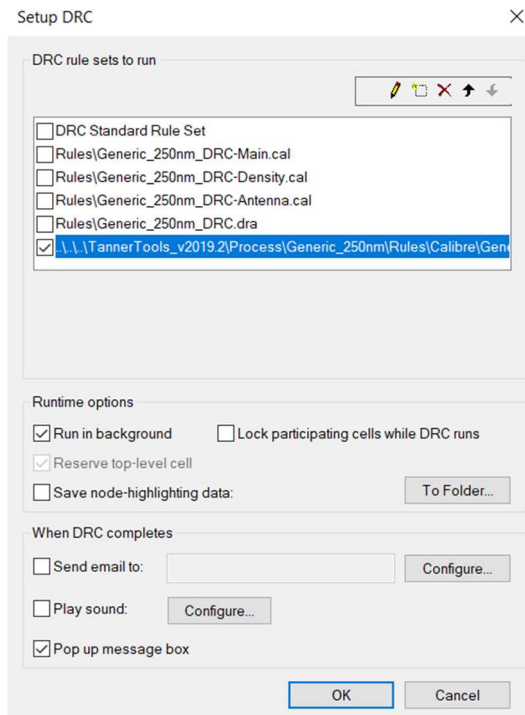 Setup DRC
DRC rule sets to run
DRC Standard Rule Set
Rules\Generic_250nm_DRC-Main.cal
Rules\Generic_250nm_DRC-Density.cal
Rules\Generic_250nm_DRC-Antenna.cal
Rules\Generic_250nm_DRC.dra
..\..\..\TannerTools_v2019.2\Process\Generic_250nm\Rules\Calibre\Gene
Runtime options
Run in background Lock participating cells while DRC runs
Reserve top-level cell
Save node-highlighting data: To Folder...
When DRC completes
Send email to: Configure...
Play sound: Configure...
Pop up message box
OK Cancel